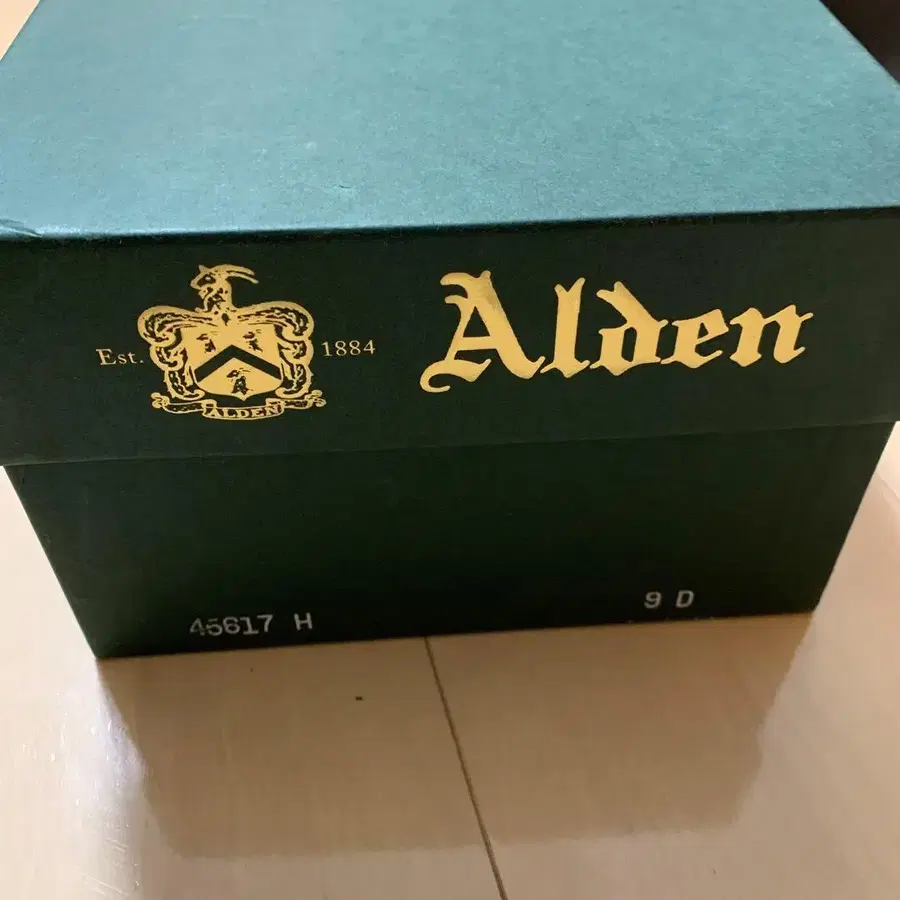 Est. 1884
ALDEN
Alden
45617 H
9 D